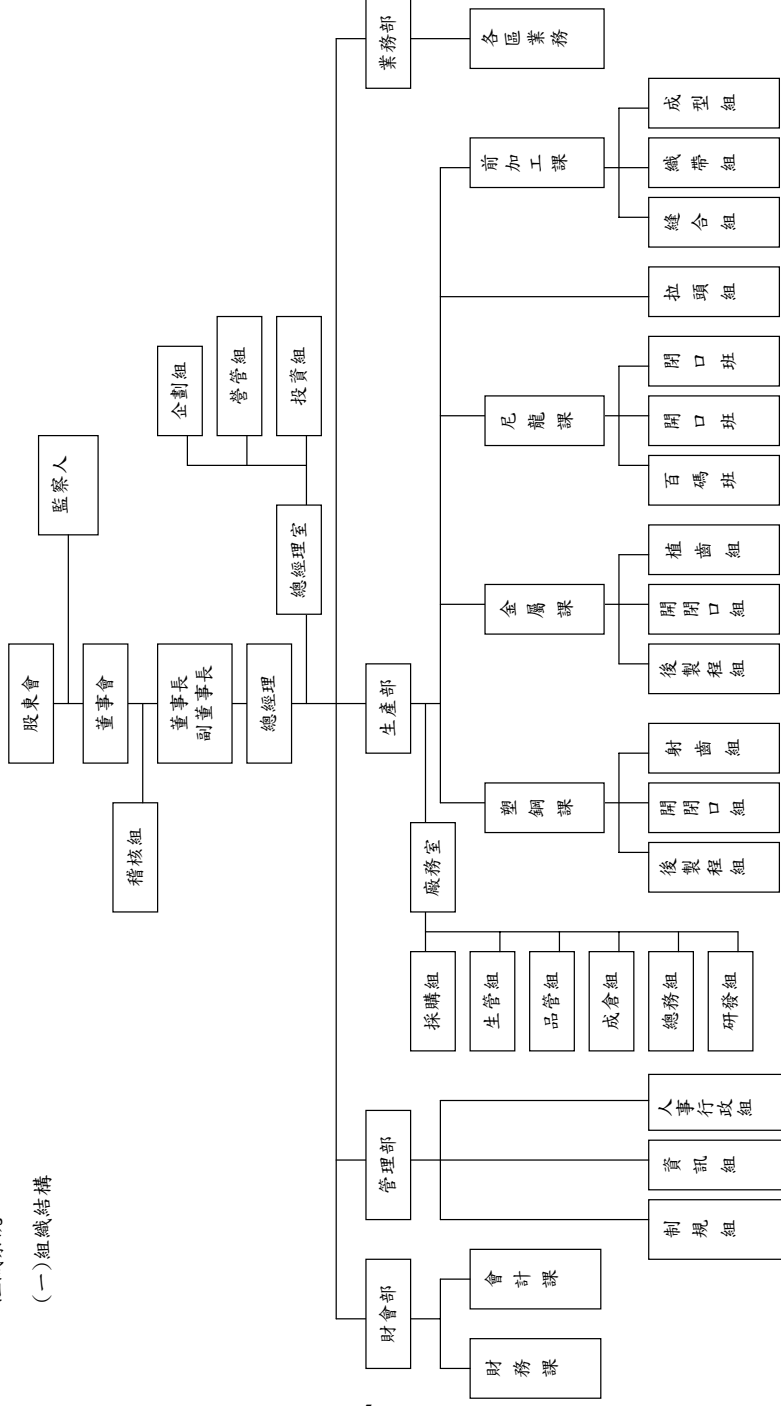 (一)組織結構
股東會
監察人
董事會
稽核組
董事長
副董事長
總經理
總經理室
企劃組
營管組
投資組
財會部
管理部
生產部
業務部
財務課
會計課
制規組
資訊組
人事行政組
廠務室
採購組
生管組
品管組
成倉組
總務組
研發組
塑鋼課
後製程組
開閉口組
射齒組
金屬課
後製程組
開閉口組
植齒組
尼龍課
百碼班
開口班
閉口班
拉頭組
前加工課
縫合組
織帶組
成型組
各區業務